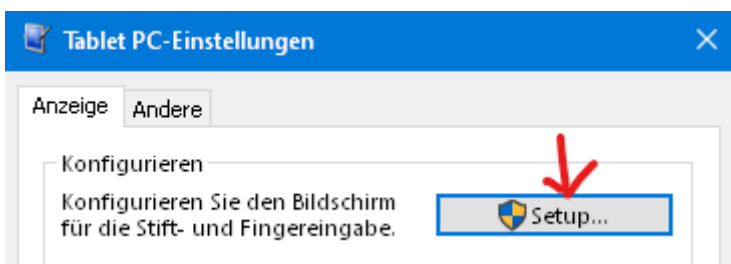 Tablet PC-Einstellungen
Anzeige Andere
Konfigurieren
Konfigurieren Sie den Bildschirm
für die Stift- und Fingereingabe.
Setup...